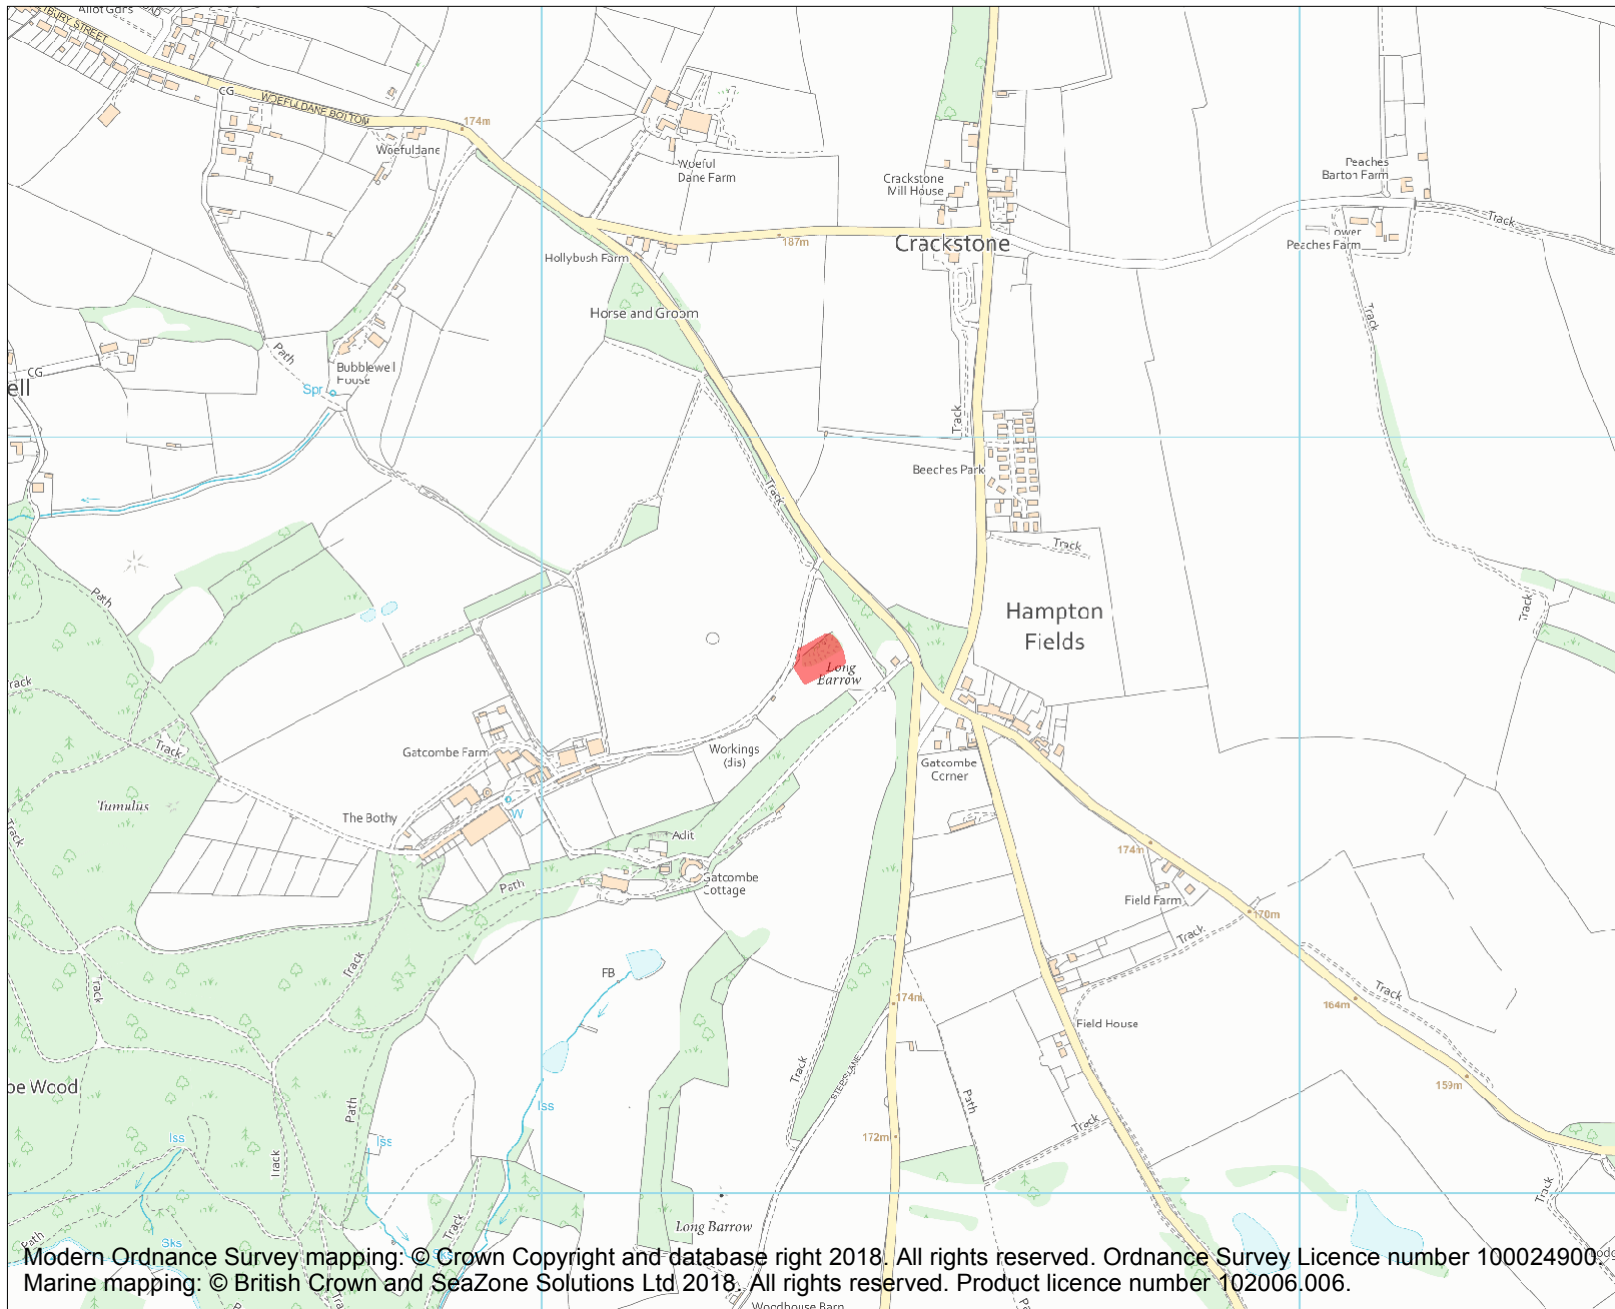 Allot Gdns
TBURY STREET
CG
WOEFULDANE BOTTOM
174m
Woefuldane
Woeful
Dane Farm
Crackstone
Mill House
Peaches
Barton Farm
Track
187m
Crackstone
Lower
Peaches Farm
Hollybush Farm
Track
Horse and Groom
Path
Bubblewell
House
CG
ell
Spr
Track
Beeches Park
Track
Track
Path
Hampton
Fields
Track
Long
Barrow
rack
Track
Gatcombe Farm
Workings
(dis)
Gatcombe
Corner
Tumulus
The Bothy
W
Track
Adit
174m
Path
Gatcombe
Cottage
Field Farm
170m
Track
Track
FB
Track
Track
174m
164m
Field House
Track
STEPS LANE
159m
be Wood
Path
Iss
Path
Iss
Iss
Track
172m
Track
Track
Track
Long Barrow
Path
Sks
Modern Ordnance Survey mapping: © Crown Copyright and database right 2018. All rights reserved. Ordnance Survey Licence number 100024900.
Marine mapping: © British Crown and SeaZone Solutions Ltd 2018. All rights reserved. Product licence number 102006.006.
Woodhouse Barn